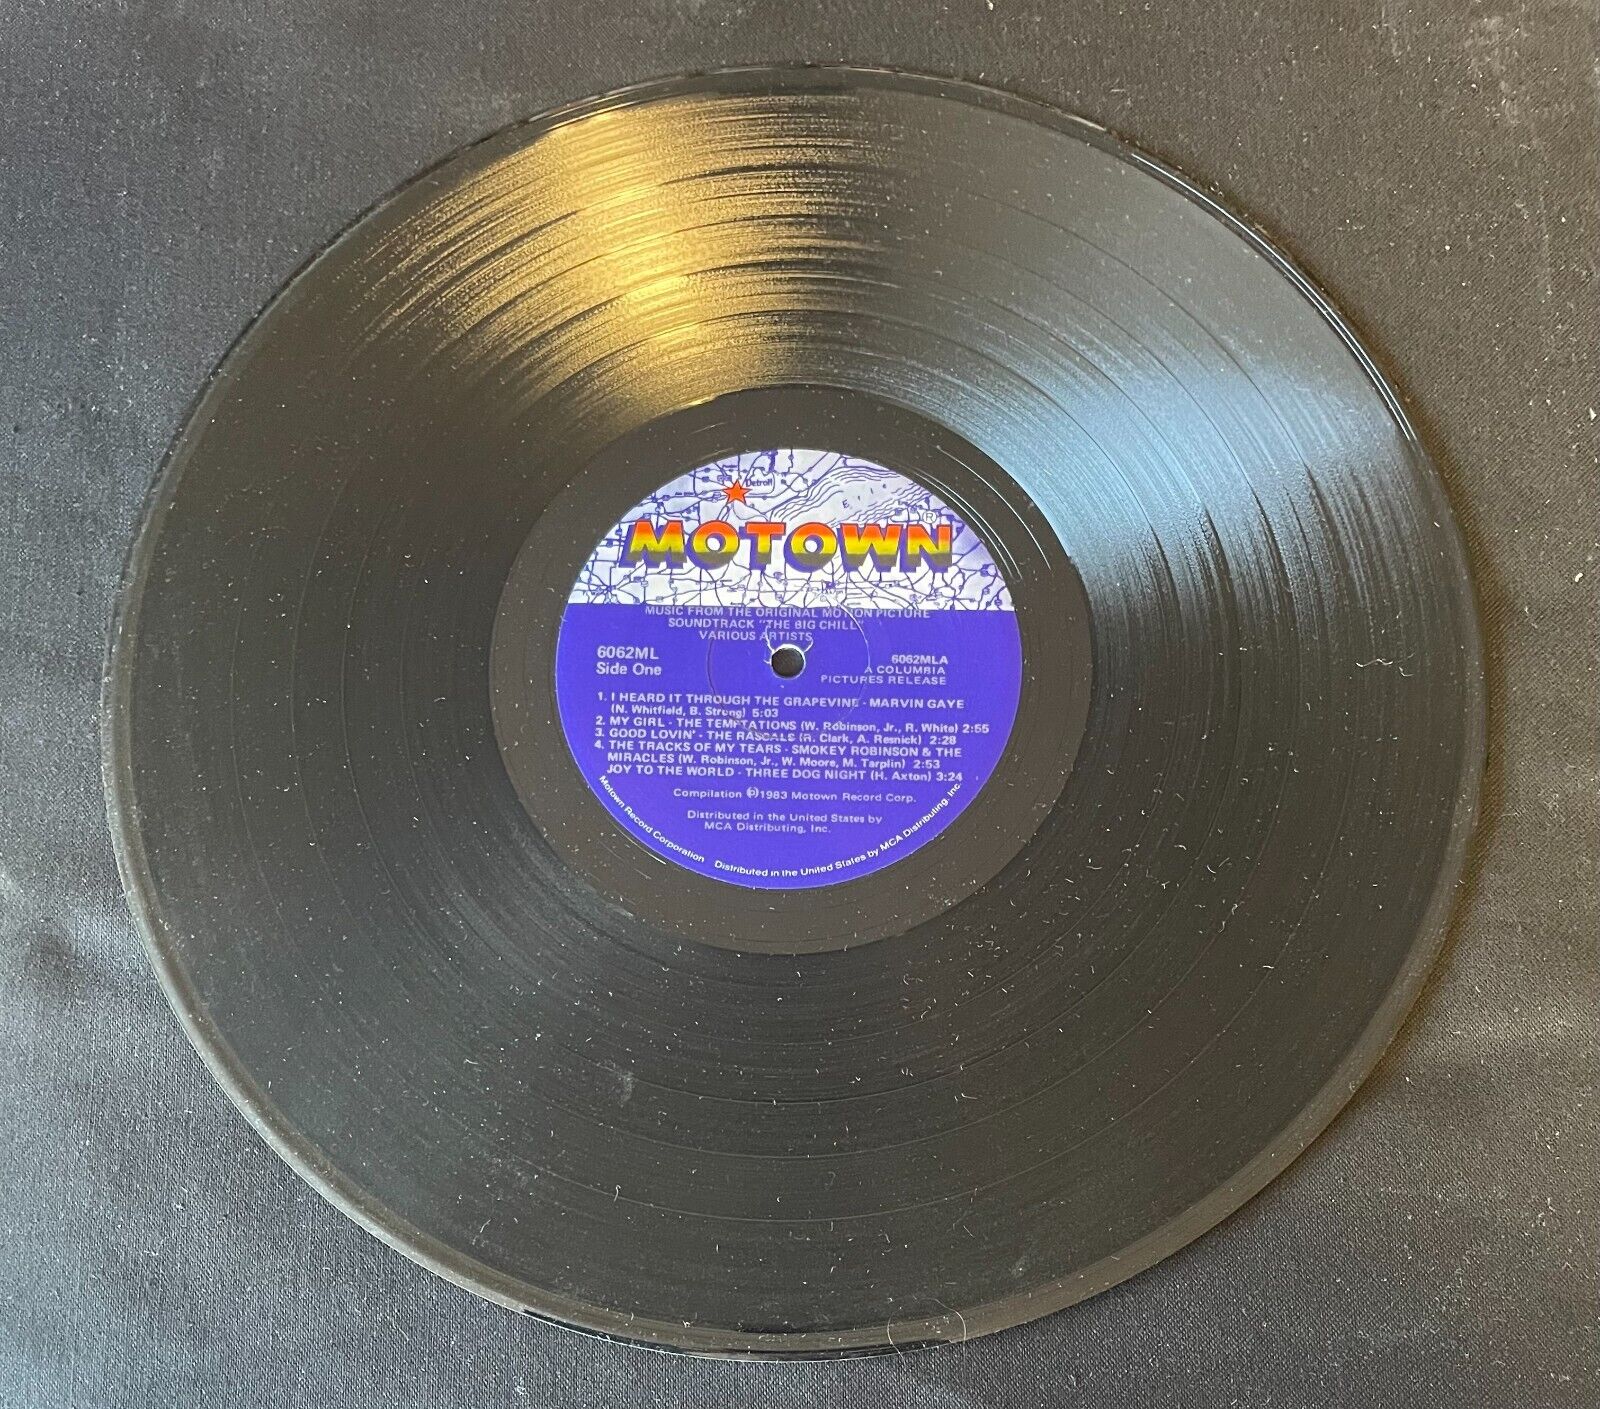 Detroit
ERIE
MOTOWN®
MUSIC FROM THE ORIGINAL MOTION PICTURE
SOUNDTRACK "THE BIG CHILL"
VARIOUS ARTISTS
6062ML
Side One
6062MLA
A COLUMBIA
PICTURES RELEASE
1. I HEARD IT THROUGH THE GRAPEVINE - MARVIN GAYE
(N. Whitfield, B. Strong) 5:03
2. MY GIRL - THE TEMPTATIONS (W. Robinson, Jr., R. White) 2:55
3. GOOD LOVIN' - THE RASCALS (R. Clark, A. Resnick) 2:28
4. THE TRACKS OF MY TEARS - SMOKEY ROBINSON & THE
MIRACLES (W. Robinson, Jr., W. Moore, M. Tarplin) 2:53
JOY TO THE WORLD - THREE DOG NIGHT (H. Axton) 3:24
Compilation ℗1983 Motown Record Corp.
Distributed in the United States by
MCA Distributing, Inc.
Motown Record Corporation Distributed in the United States by MCA Distributing, Inc.